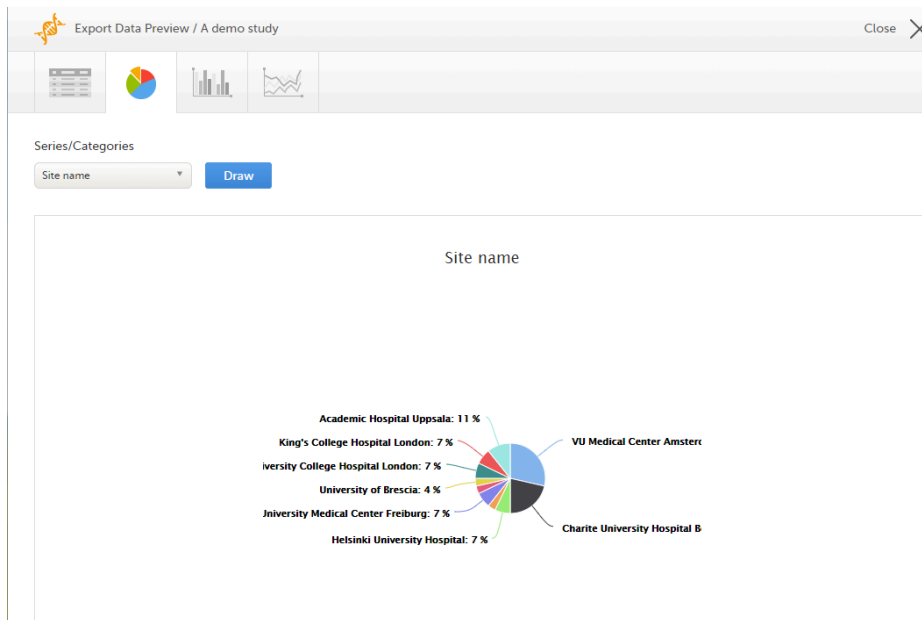 Export Data Preview / A demo study
Close
Series/Categories
Site name
Draw
Site name
Academic Hospital Uppsala: 11 %
King's College Hospital London: 7 %
iversity College Hospital London: 7 %
University of Brescia: 4 %
University Medical Center Freiburg: 7 %
Helsinki University Hospital: 7 %
VU Medical Center Amster
Charite University Hospital B